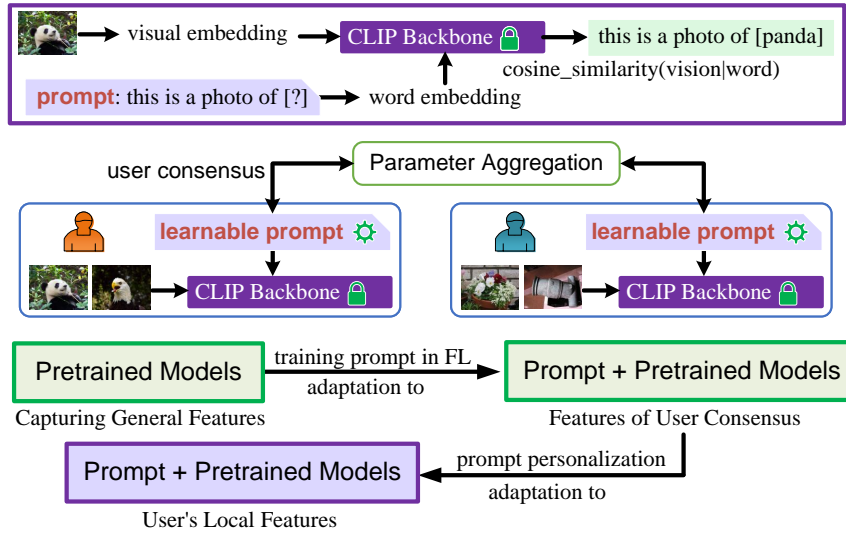 visual embedding
CLIP Backbone
this is a photo of [panda]
cosine_similarity(vision|word)
prompt: this is a photo of [?]
word embedding
user consensus
Parameter Aggregation
learnable prompt
CLIP Backbone
learnable prompt
CLIP Backbone
Pretrained Models
training prompt in FL
adaptation to
Prompt + Pretrained Models
Capturing General Features
Features of User Consensus
Prompt + Pretrained Models
prompt personalization
adaptation to
User's Local Features